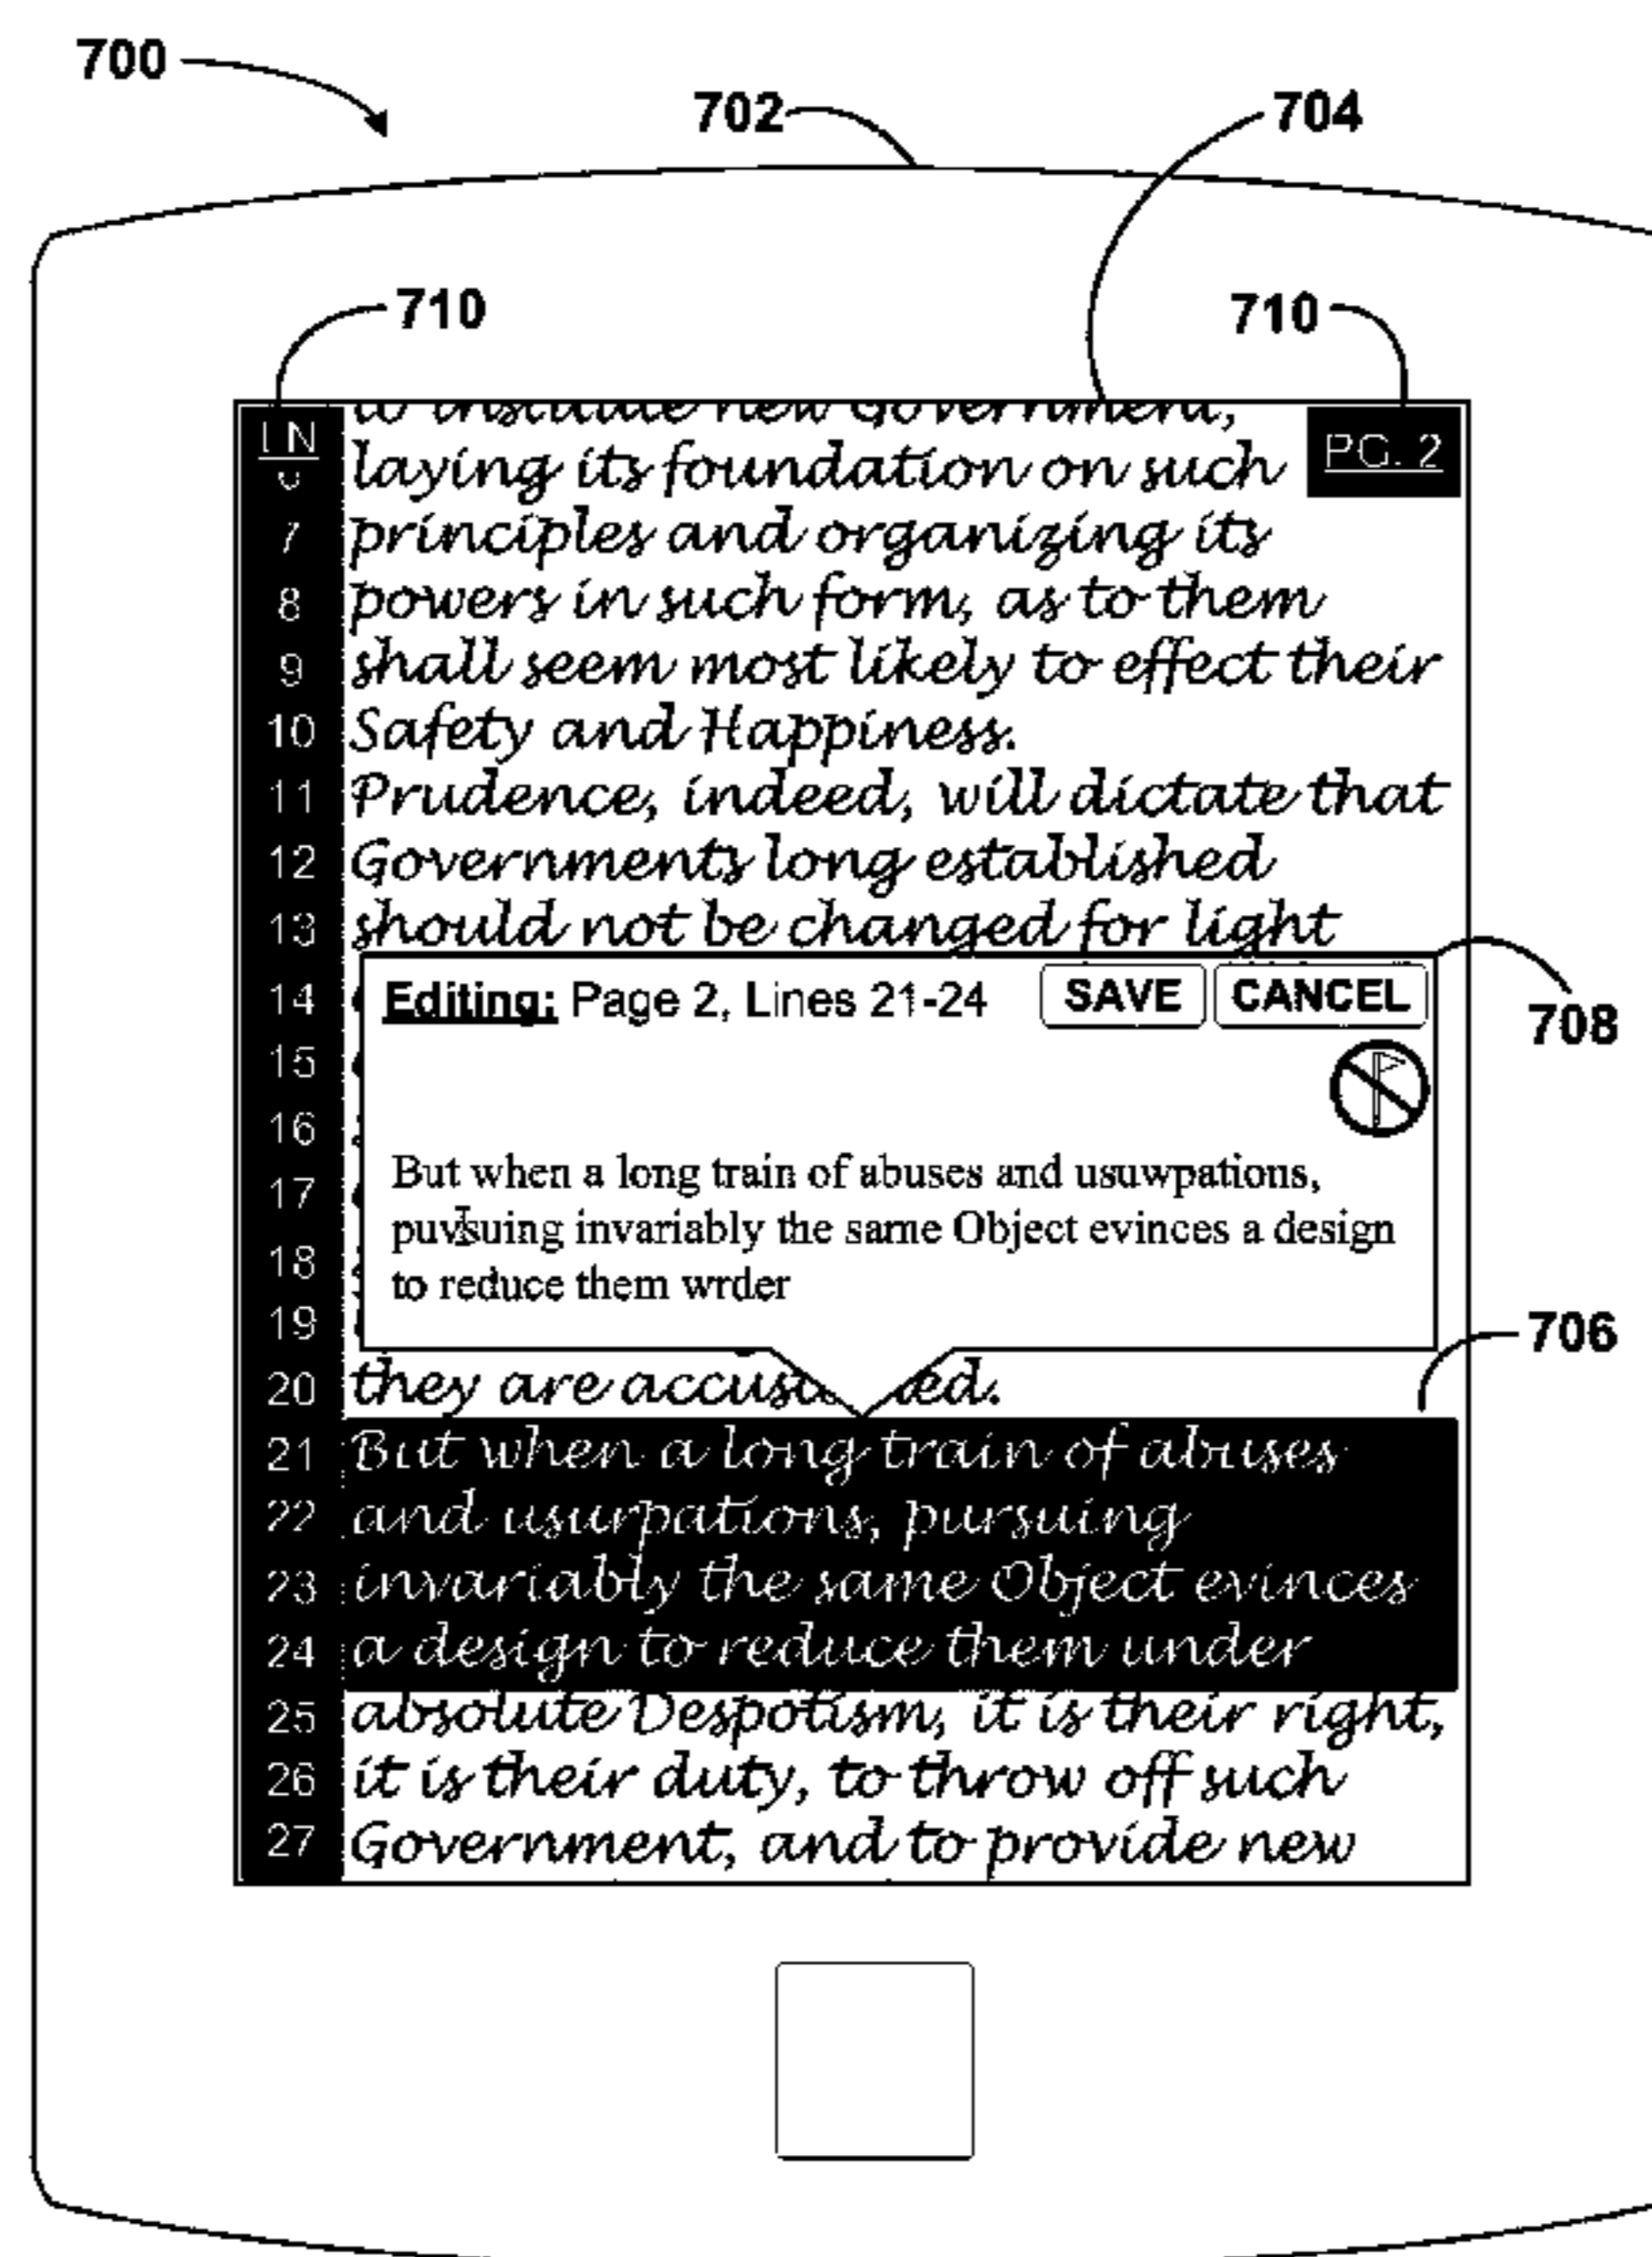 700
702
704
710
710
LN
PG. 2
to institute new Government,
laying its foundation on such
7 principles and organizing its
8 powers in such form, as to them
9 shall seem most likely to effect their
10 Safety and Happiness.
11 Prudence, indeed, will dictate that
12 Governments long established
13 should not be changed for light
14
Editing: Page 2, Lines 21-24 SAVE CANCEL
708
15
16
But when a long train of abuses and usuwpations,
17
puvsuing invariably the same Object evinces a design
18
to reduce them wrder
19
706
20 they are
21 But when a long train of abuses
22 and usurpations, pursuing
23 invariably the same Object evinces
24 a design to reduce them under
25 absolute Despotism, it is their right,
26 it is their duty, to throw off such
27 Government, and to provide new